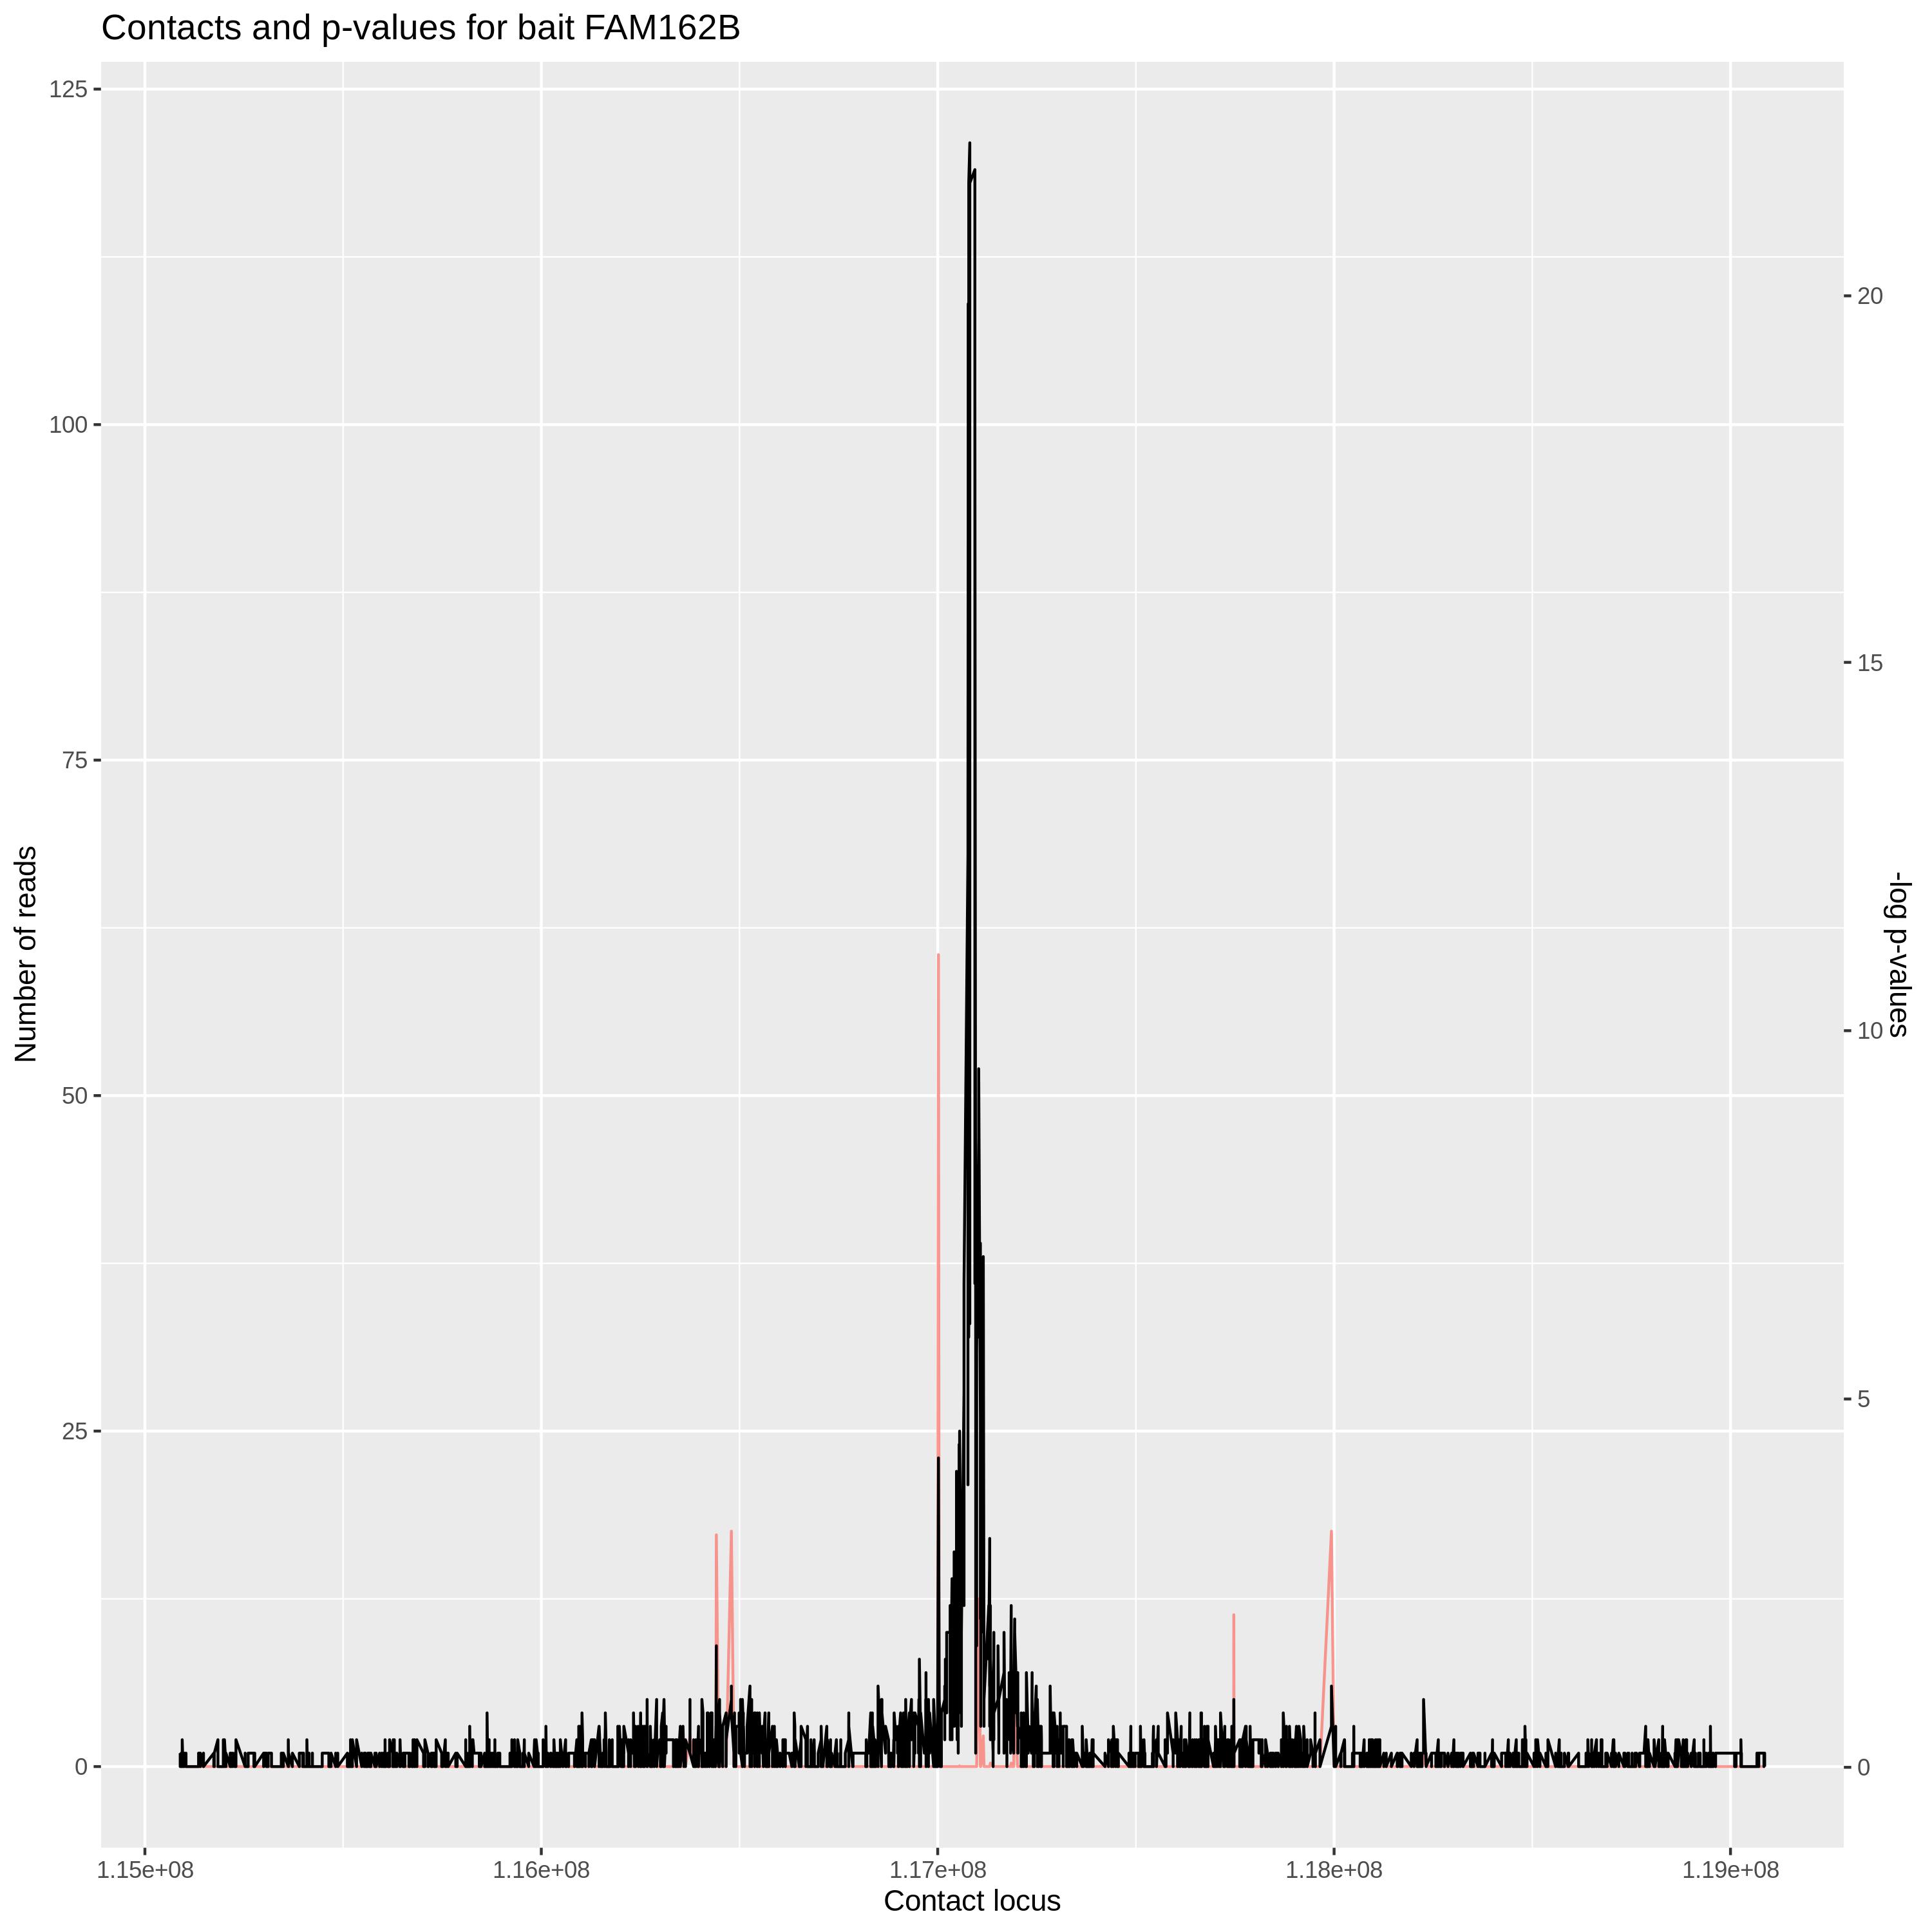 Contacts and p-values for bait FAM162B
125
100
75
50
25
0
Number of reads
20
15
10
5
0
-log p-values
1.15e+08
1.16e+08
1.17e+08
1.18e+08
1.19e+08
Contact locus